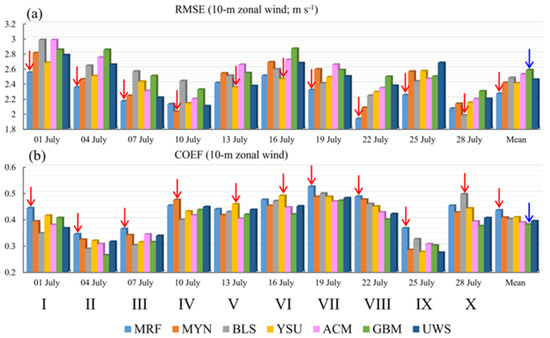 (a)
RMSE (10-m zonal wind; m s-1)
3.2
3
2.8
2.6
2.4
2.2
2
1.8
01 July 04 July 07 July 10 July 13 July 16 July 19 July 22 July 25 July 28 July Mean
(b)
COEF (10-m zonal wind)
0.6
0.5
0.4
0.3
0.2
01 July 04 July 07 July 10 July 13 July 16 July 19 July 22 July 25 July 28 July Mean
I II III IV V VI VII VIII IX X
MRF MYN BLS YSU ACM GBM UWS